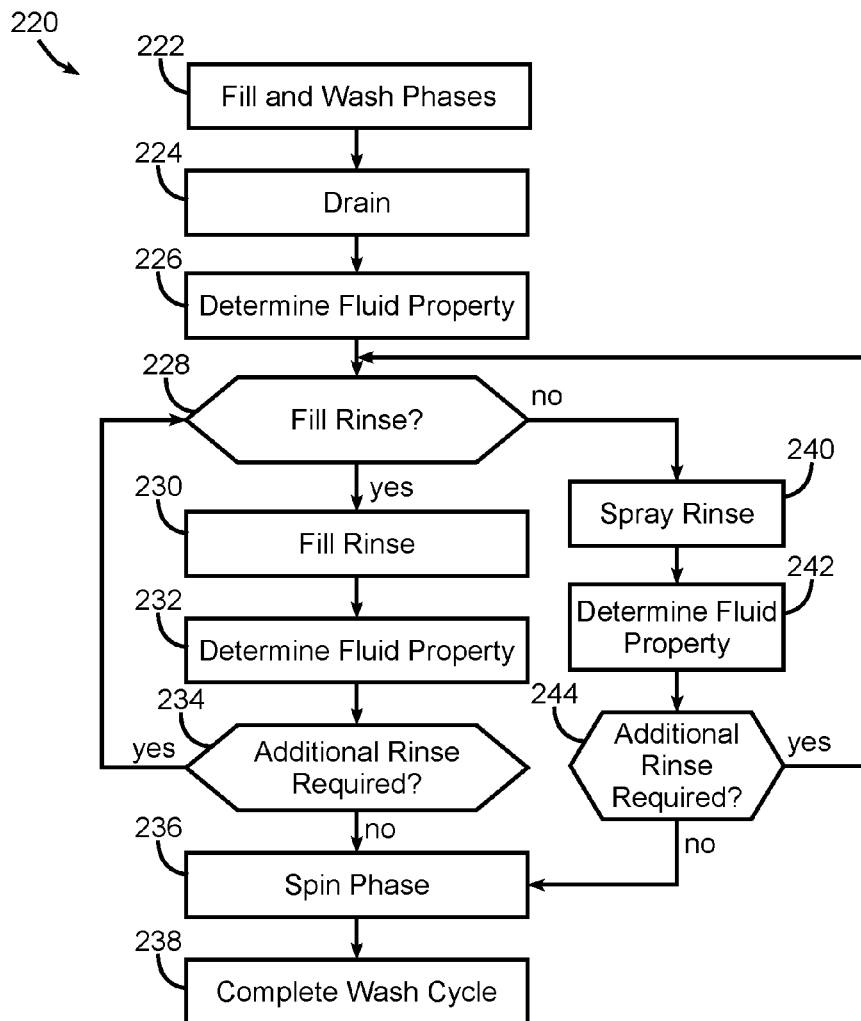 220
222
Fill and Wash Phases
224
Drain
226
Determine Fluid Property
228
Fill Rinse?
no
yes
230
Fill Rinse
232
Determine Fluid Property
234
yes
Additional Rinse
Required?
no
240
Spray Rinse
242
Determine Fluid
Property
244
Additional
Rinse
Required?
yes
no
236
Spin Phase
238
Complete Wash Cycle